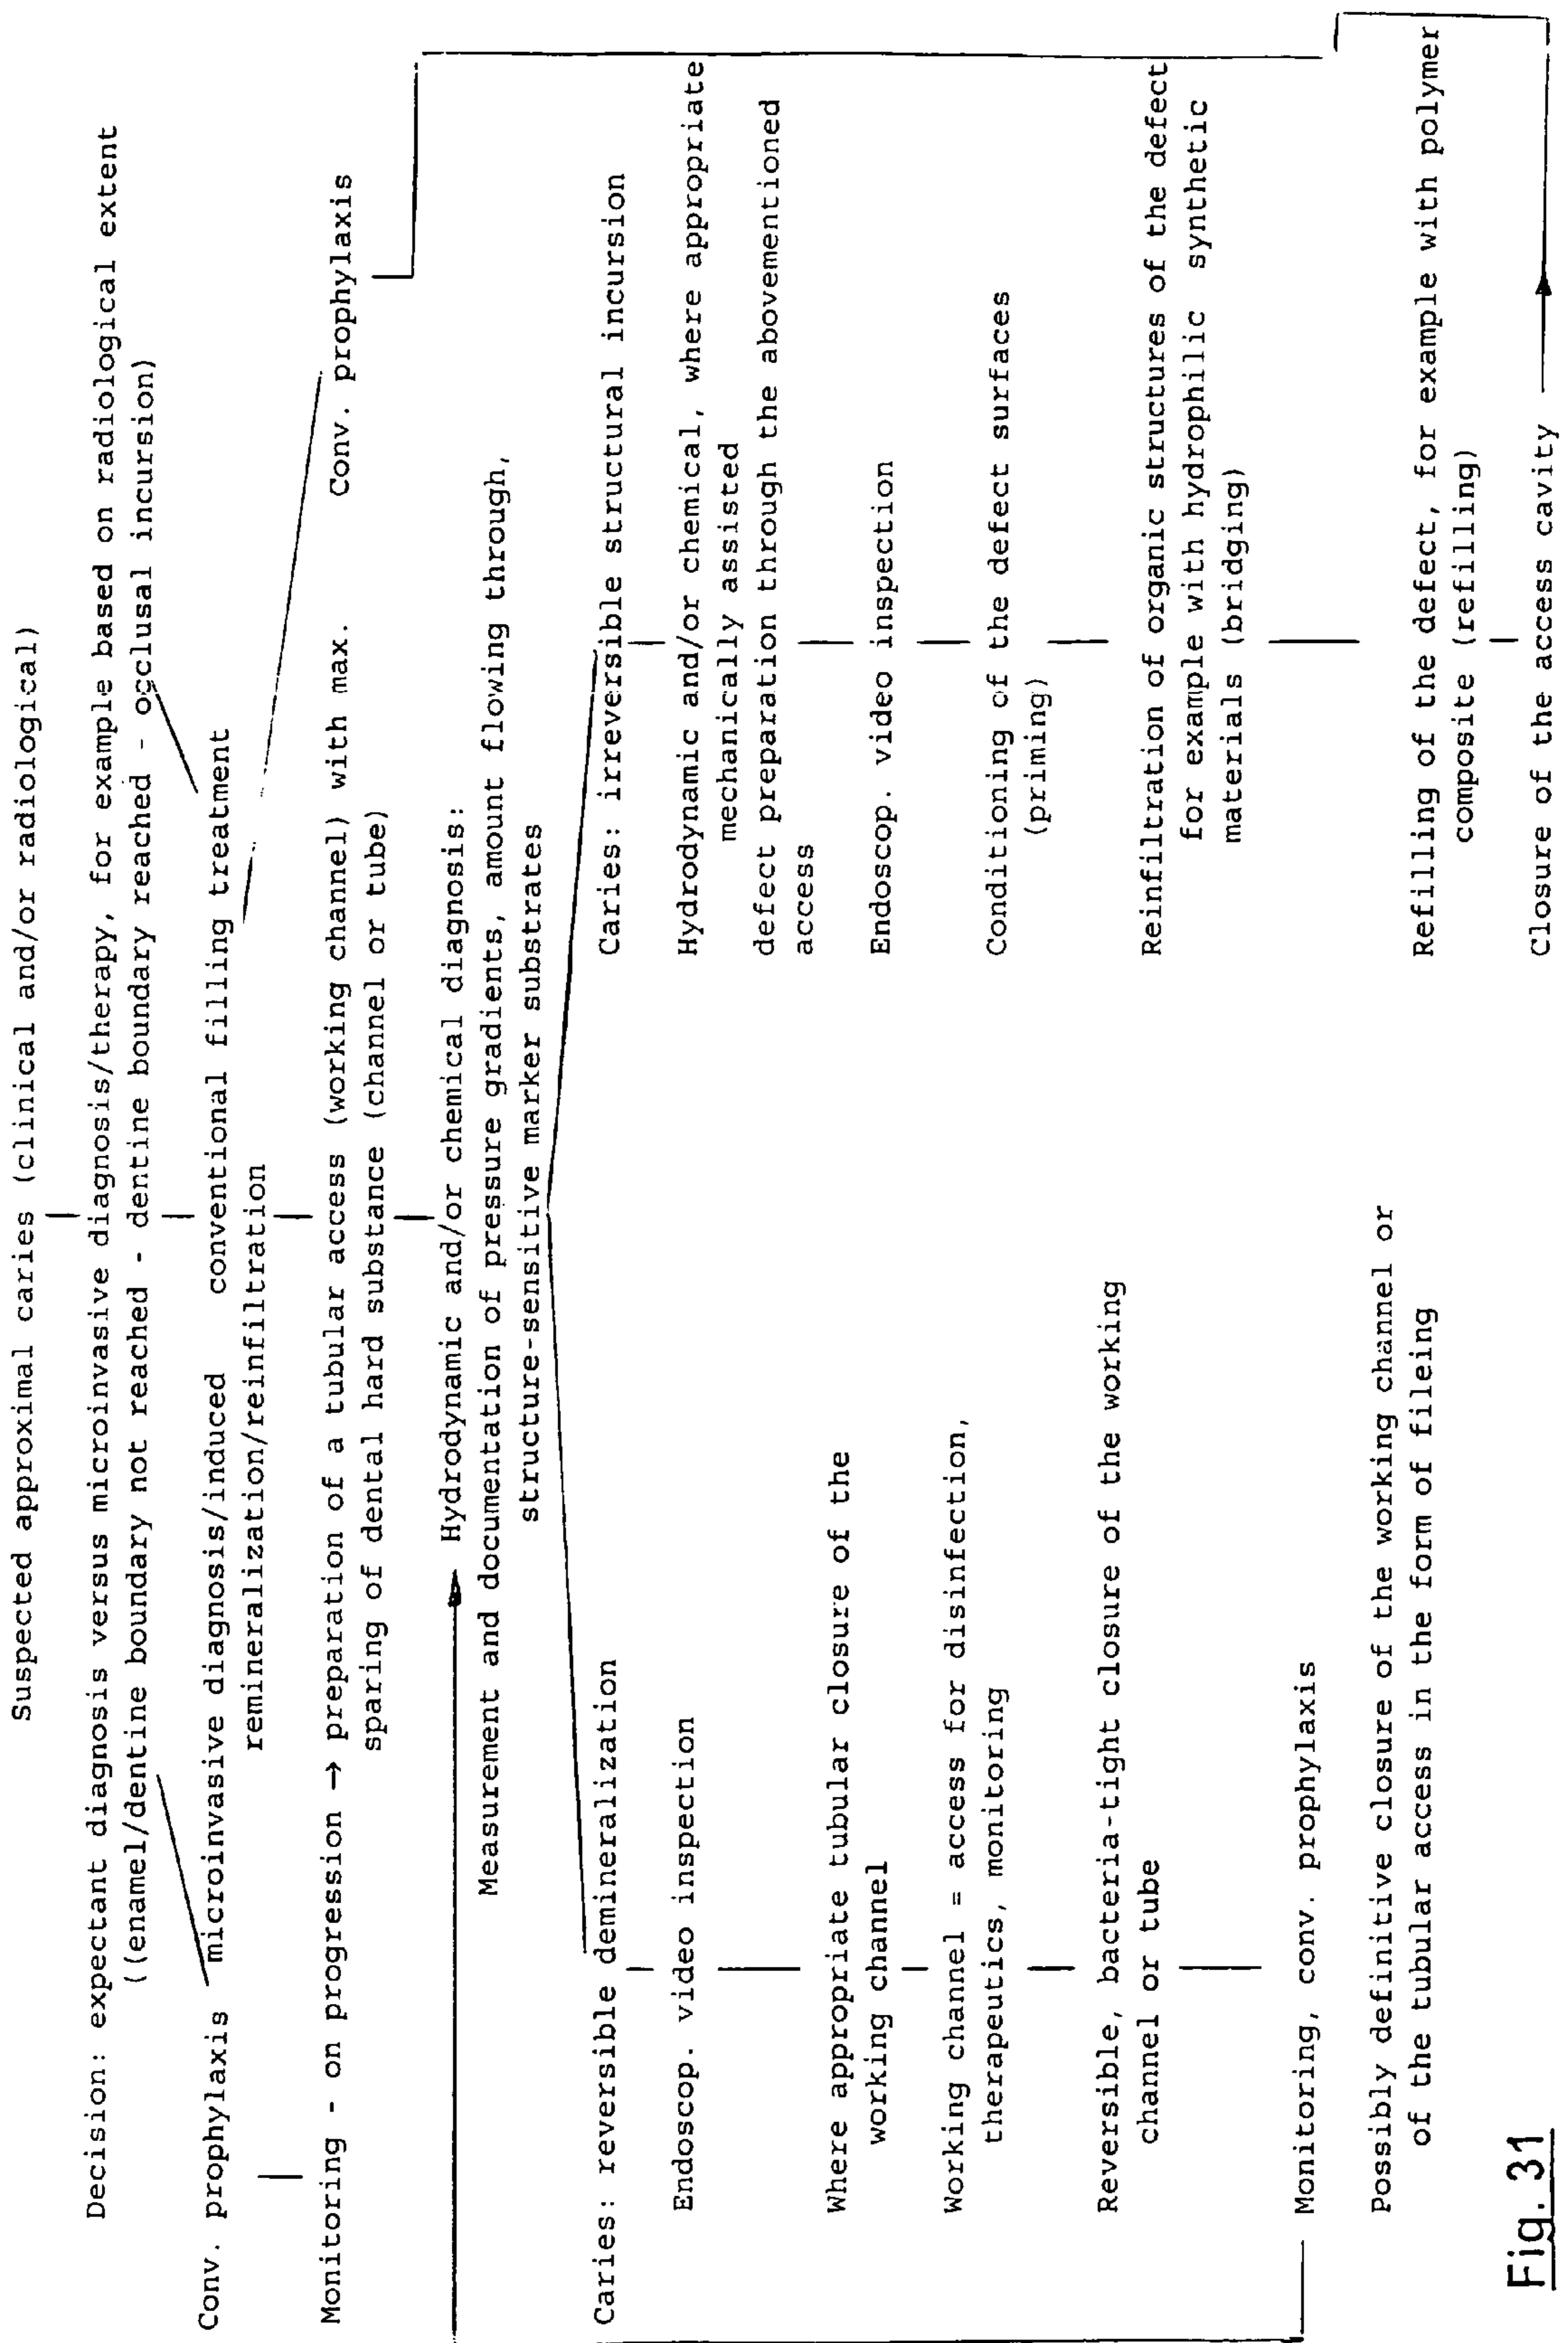 Suspected approximal caries (clinical and/or radiological)
Decision: expectant diagnosis versus microinvasive diagnosis/therapy, for example based on radiological extent
((enamel/dentine boundary not reached - dentine boundary reached - occlusal incursion)
Conv. prophylaxis microinvasive diagnosis/induced conventional filling treatment
remineralization/reinfiltration
Monitoring - on progression → preparation of a tubular access (working channel) with max. Conv. prophylaxis
sparing of dental hard substance (channel or tube)
Hydrodynamic and/or chemical diagnosis:
Measurement and documentation of pressure gradients, amount flowing through,
structure-sensitive marker substrates
Caries: reversible demineralization
Endoscop. video inspection
Where appropriate tubular closure of the
working channel
Working channel = access for disinfection,
therapeutics, monitoring
Reversible, bacteria-tight closure of the working
channel or tube
Monitoring, conv. prophylaxis
Possibly definitive closure of the working channel or
of the tubular access in the form of fileing
Caries: irreversible structural incursion
Hydrodynamic and/or chemical, where appropriate
mechanically assisted
defect preparation through the abovementioned
access
Endoscop. video inspection
Conditioning of the defect surfaces
(priming)
Reinfiltration of organic structures of the defect
for example with hydrophilic synthetic
materials (bridging)
Refilling of the defect, for example with polymer
composite (refilling)
Closure of the access cavity
Fig. 31